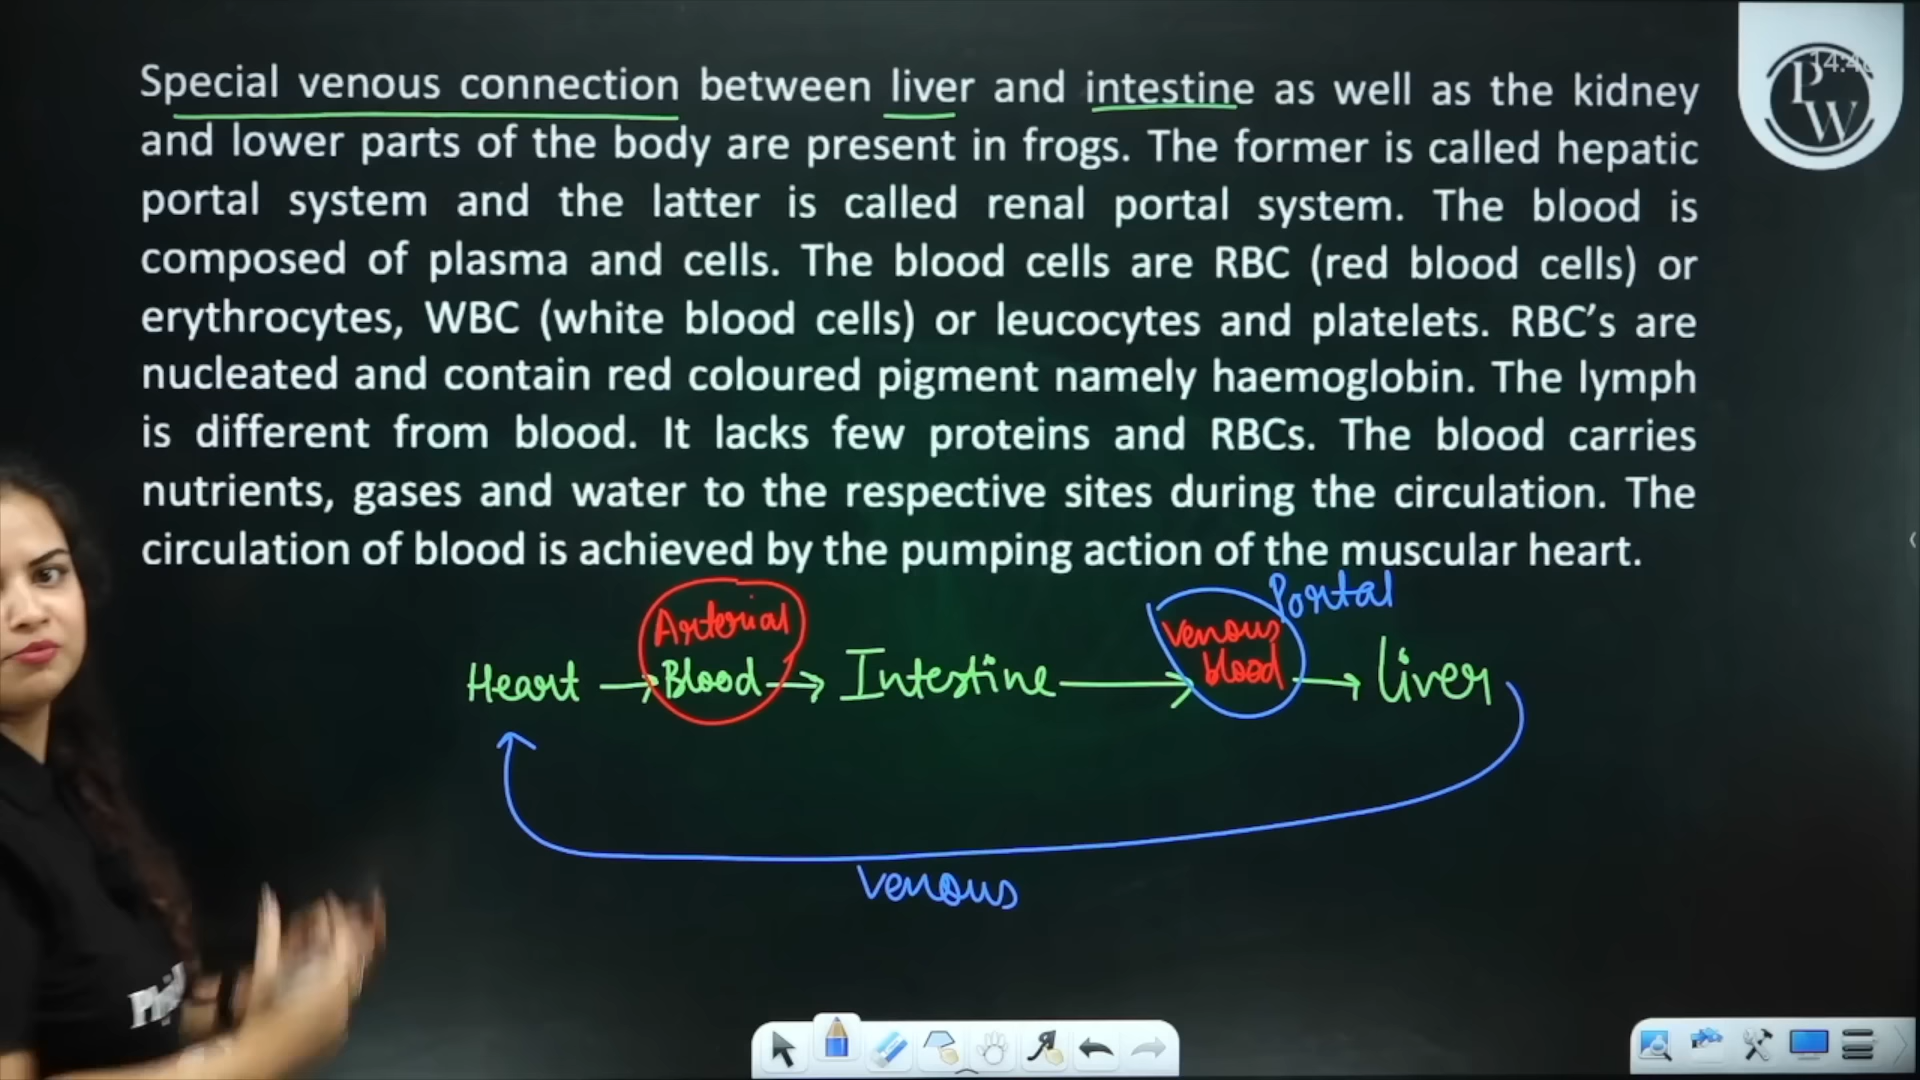 Special venous connection between liver and intestine as well as the kidney
and lower parts of the body are present in frogs. The former is called hepatic
portal system and the latter is called renal portal system. The blood is
composed of plasma and cells. The blood cells are RBC (red blood cells) or
erythrocytes, WBC (white blood cells) or leucocytes and platelets. RBC’s are
nucleated and contain red coloured pigment namely haemoglobin. The lymph
is different from blood. It lacks few proteins and RBCs. The blood carries
nutrients, gases and water to the respective sites during the circulation. The
circulation of blood is achieved by the pumping action of the muscular heart.
Portal
Arterial Venous
Heart → Blood → Intestine → blood → Liver
Venous
P
W